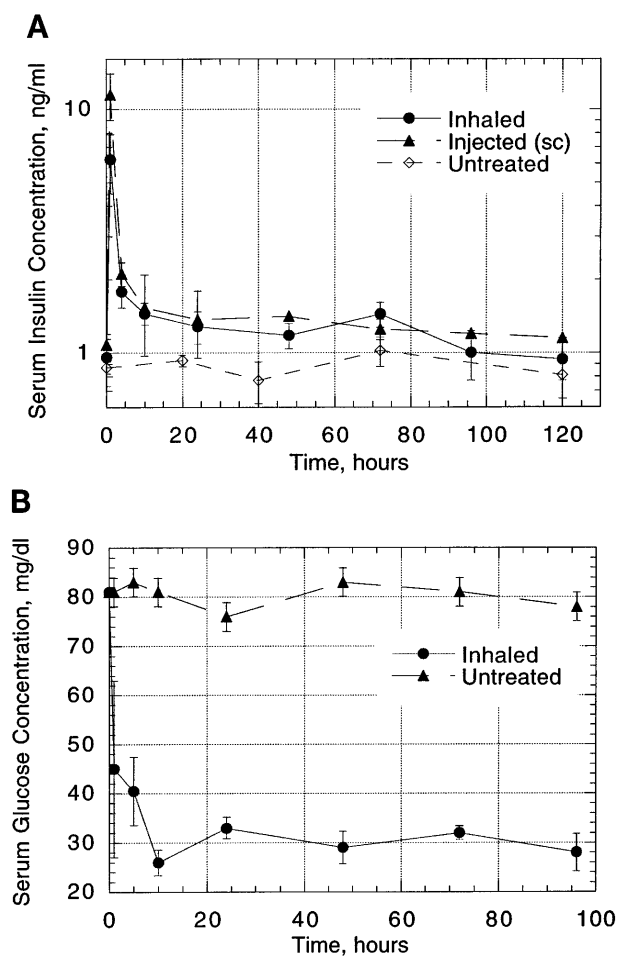 A
Serum Insulin Concentration, ng/ml
10
1
Inhaled
Injected (sc)
Untreated
0 20 40 60 80 100 120
Time, hours
B
Serum Glucose Concentration, mg/dl
90
80
70
60
50
40
30
20
Inhaled
Untreated
0 20 40 60 80 100
Time, hours